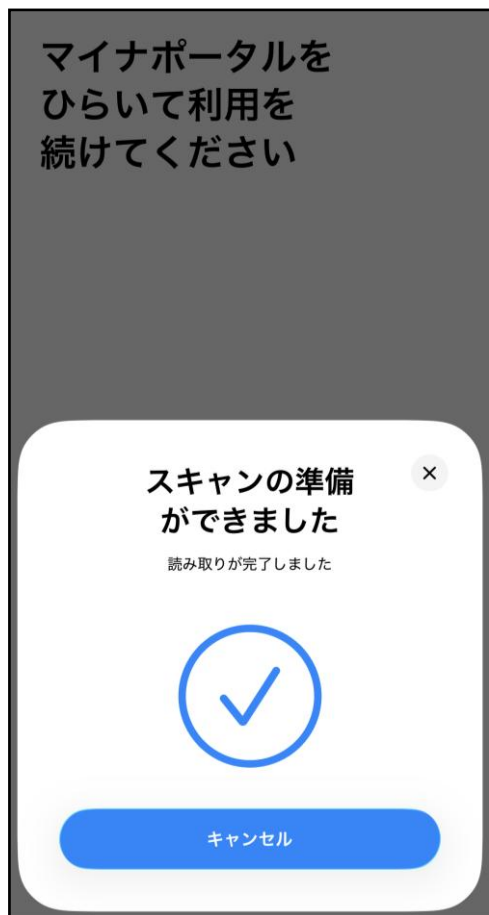 マイナポータルを
ひらいて利用を
続けてください
スキャンの準備
ができました
読み取りが完了しました
キャンセル